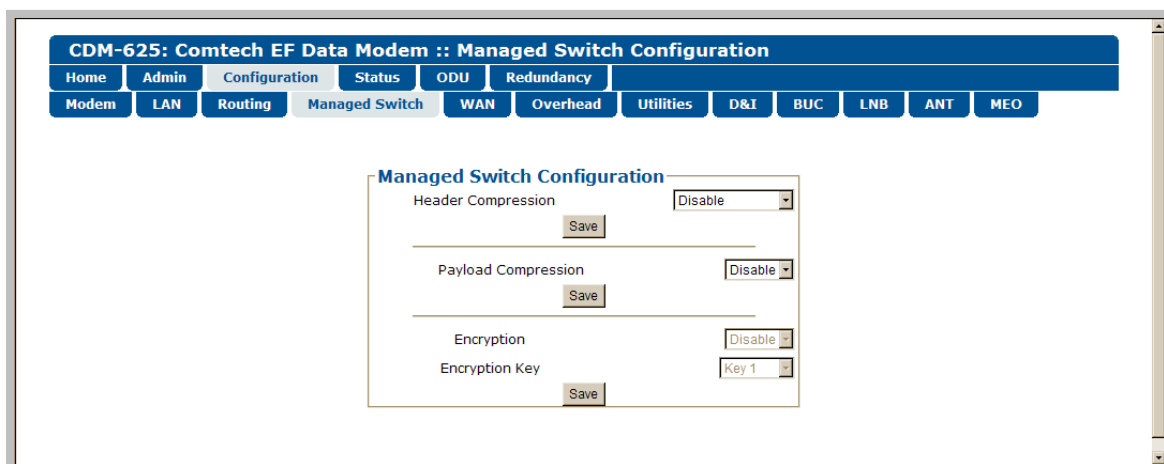 CDM-625: Comtech EF Data Modem :: Managed Switch Configuration
Home Admin Configuration Status ODU Redundancy
Modem LAN Routing Managed Switch WAN Overhead Utilities D&I BUC LNB ANT MEO
Managed Switch Configuration
Header Compression Disable
Save
Payload Compression Disable
Save
Encryption Disable
Encryption Key Key 1
Save